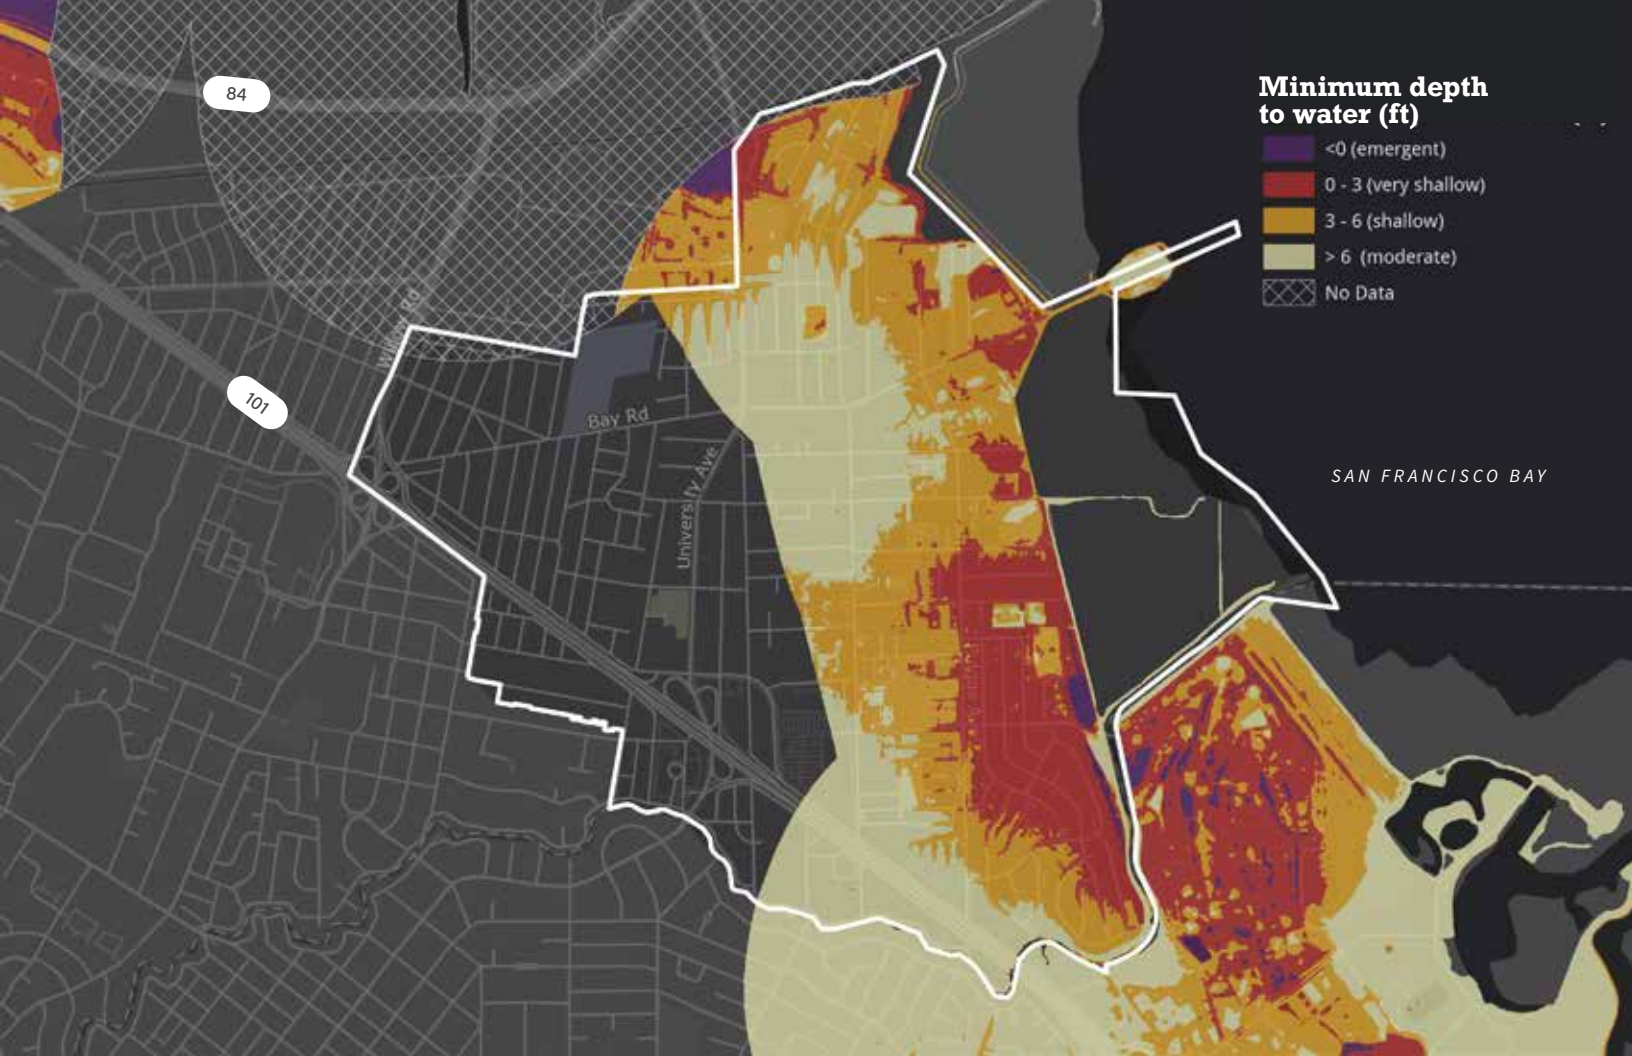 Minimum depth
to water (ft)
<0 (emergent)
0 - 3 (very shallow)
3 - 6 (shallow)
> 6 (moderate)
No Data
84
101
Bay Rd
University Ave
SAN FRANCISCO BAY